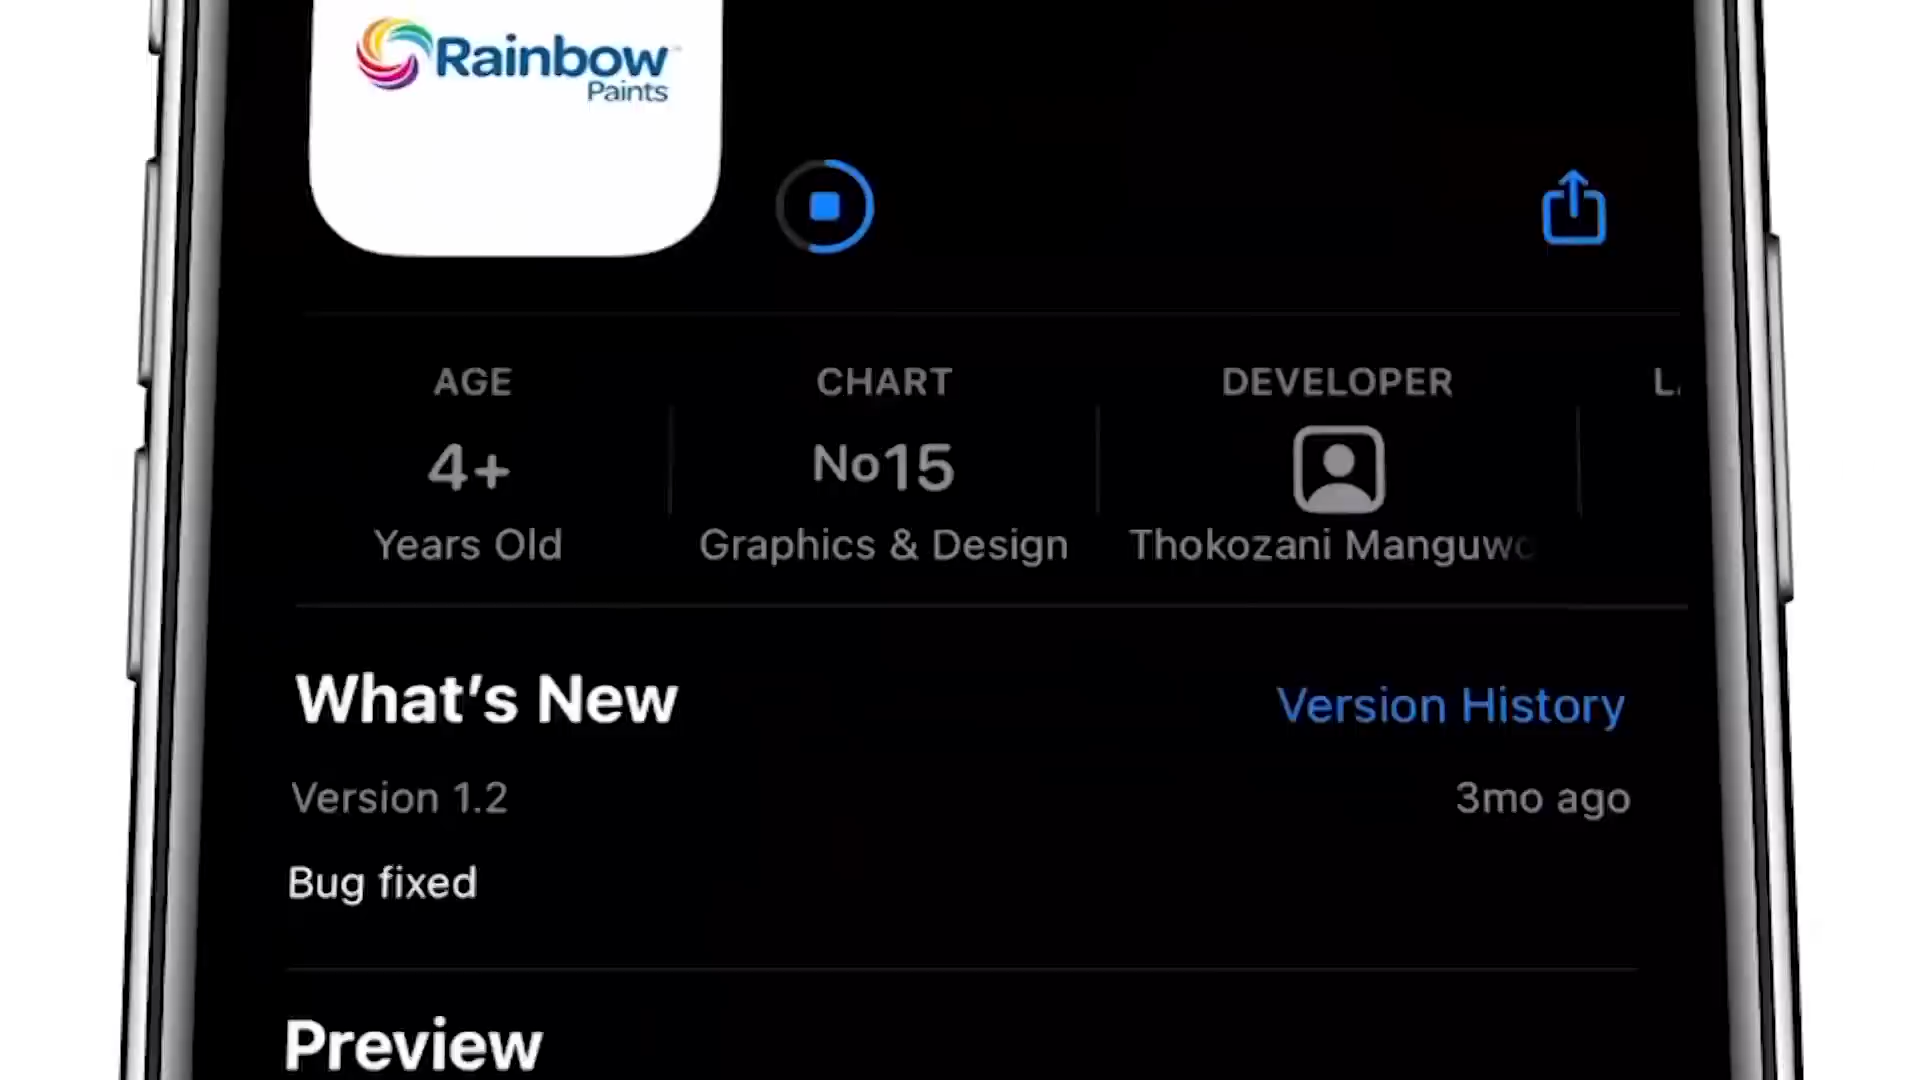 Rainbow
Paints
AGE
CHART
DEVELOPER
4+
No15
Years Old
Graphics & Design
Thokozani
What's New
Version History
Version 1.2
3mo ago
Bug fixed
Preview